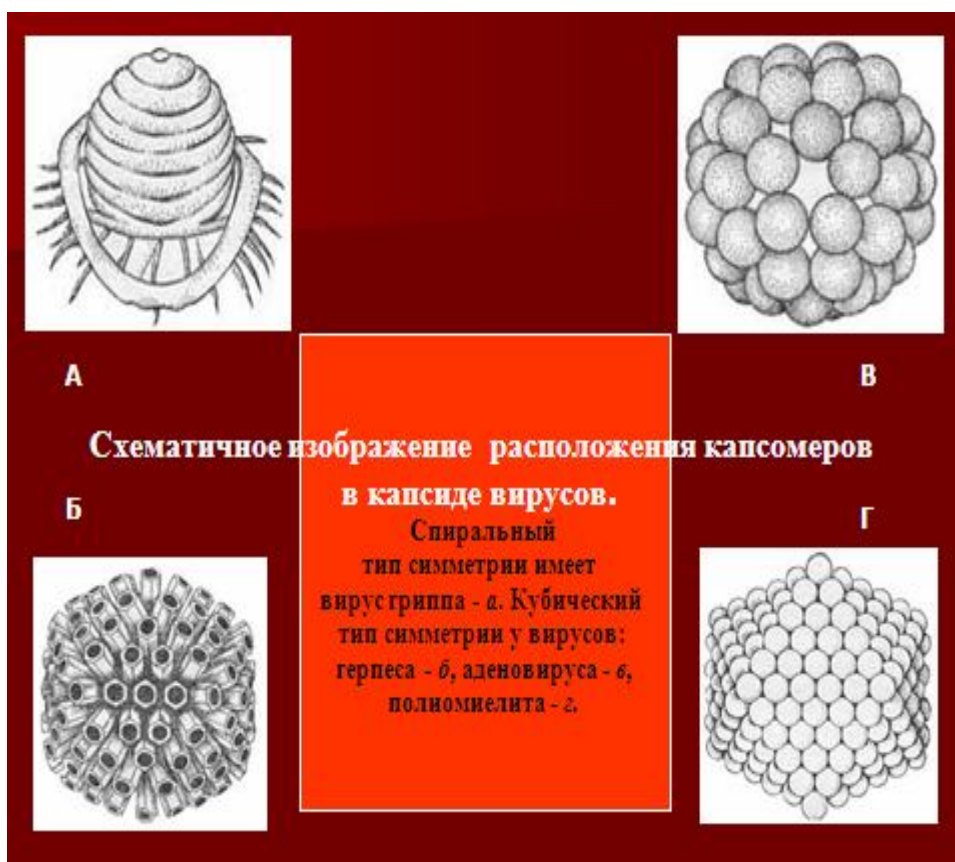 А
В
Схематичное изображение расположения капсомеров
в капсиде вирусов.
Б
Г
Спиральный
тип симметрии имеет
вирус гриппа - а. Кубический
тип симметрии у вирусов:
герпеса - б, аденовируса - в,
полиомиелита - г.